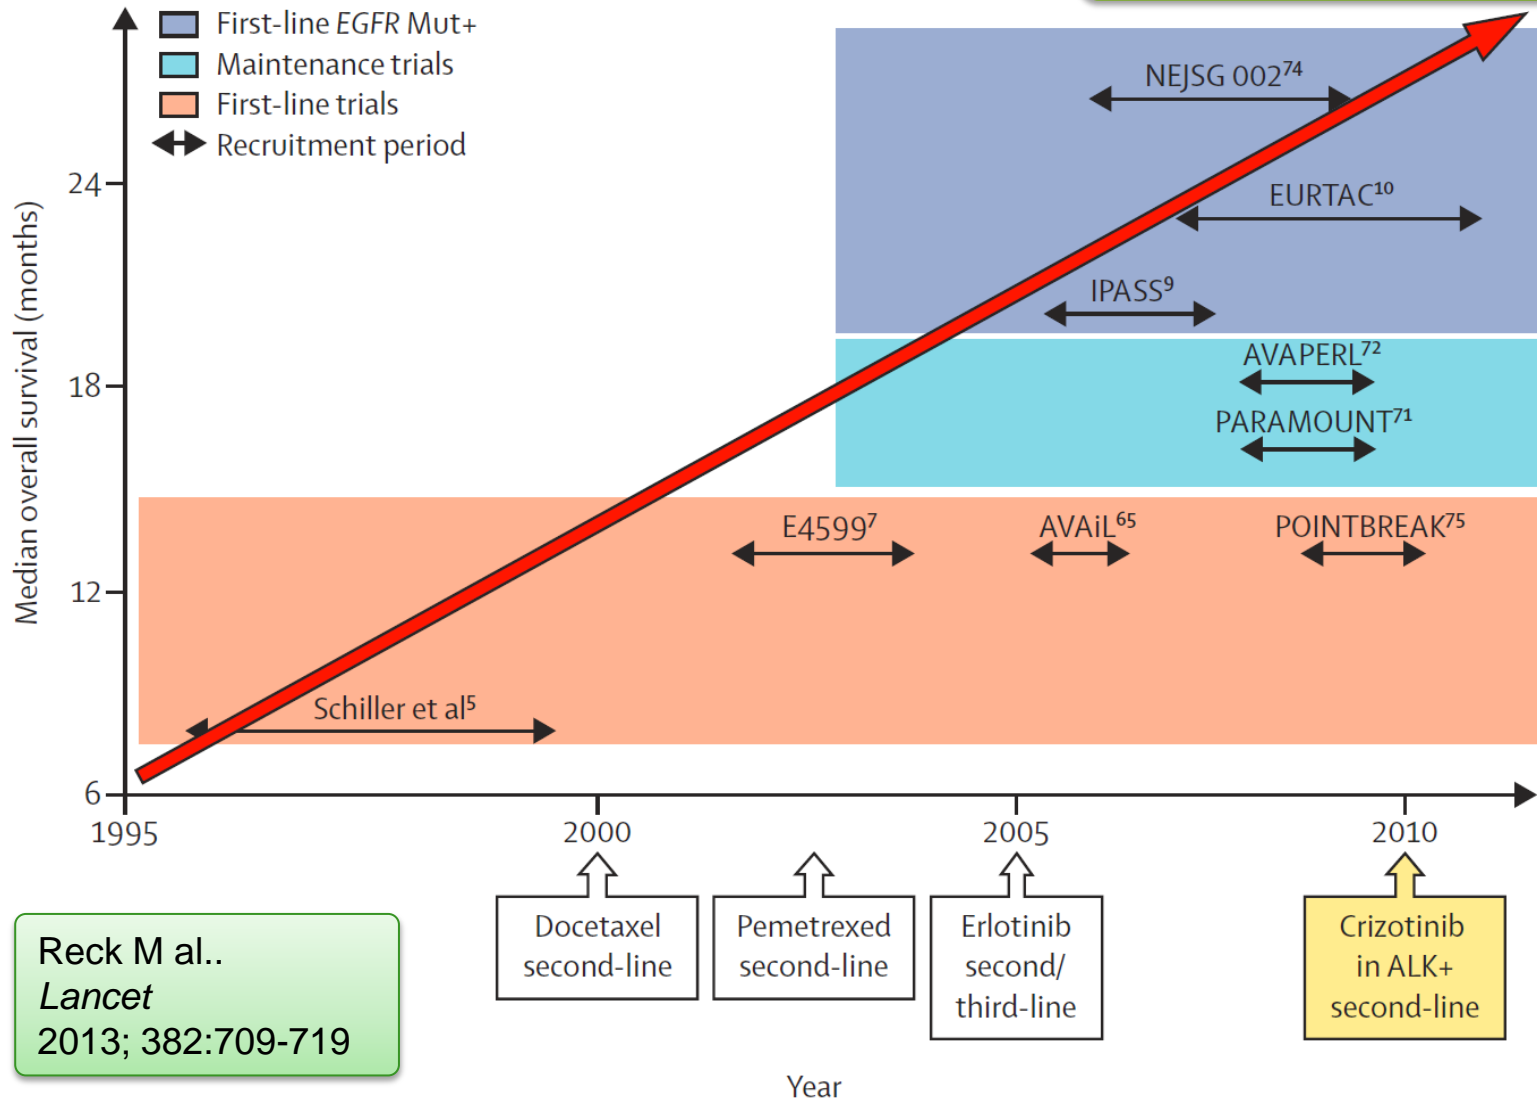 First-line EGFR Mut+
Maintenance trials
First-line trials
Recruitment period
Median overall survival (months)
24
18
12
6
NEJSG 002⁷⁴
EURTAC¹⁰
IPASS⁹
AVAPERL⁷²
PARAMOUNT⁷¹
E4599⁷
AVAiL⁶⁵
POINTBREAK⁷⁵
Schiller et al⁵
1995
2000
2005
2010
Docetaxel
second-line
Pemetrexed
second-line
Erlotinib
second/
third-line
Crizotinib
in ALK+
second-line
Year
Reck M al..
Lancet
2013; 382:709-719